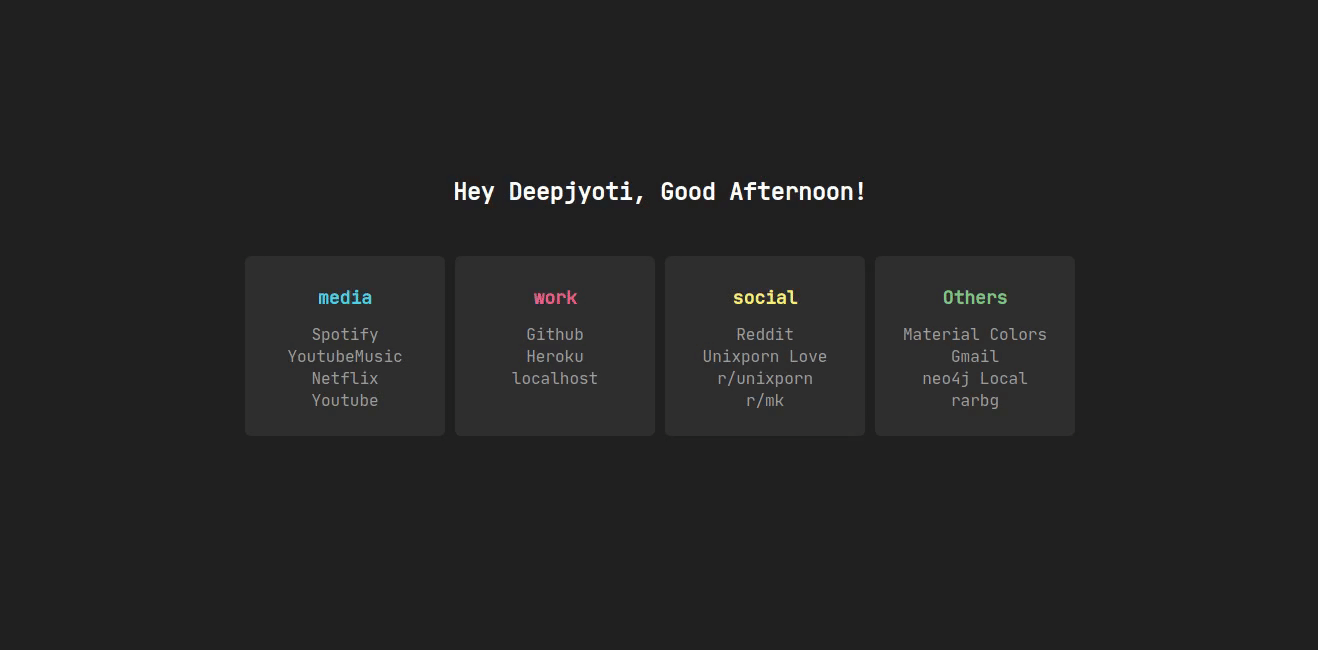 Hey Deepjyoti, Good Afternoon!
media
Spotify
YoutubeMusic
Netflix
Youtube
work
Github
Heroku
localhost
social
Reddit
Unixporn Love
r/unixporn
r/mk
Others
Material Colors
Gmail
neo4j Local
rarbg